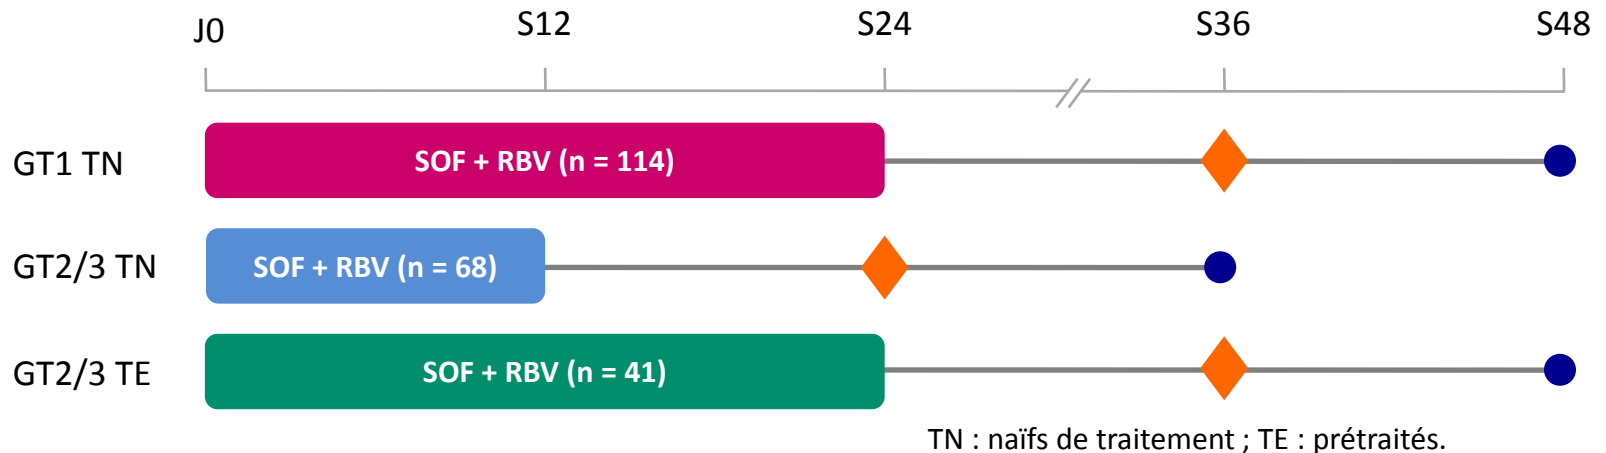 J0 S12 S24 S36 S48
GT1 TN SOF + RBV (n = 114)
GT2/3 TN SOF + RBV (n = 68)
GT2/3 TE SOF + RBV (n = 41)
TN : naïfs de traitement ; TE : prétraités.